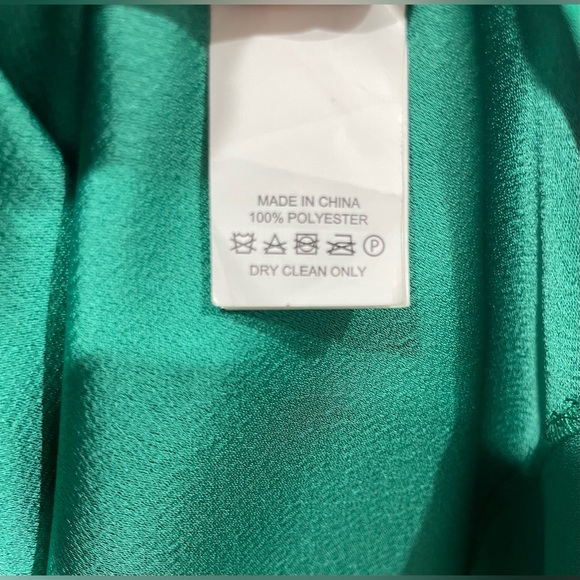 MADE IN CHINA
100% POLYESTER
P
DRY CLEAN ONLY